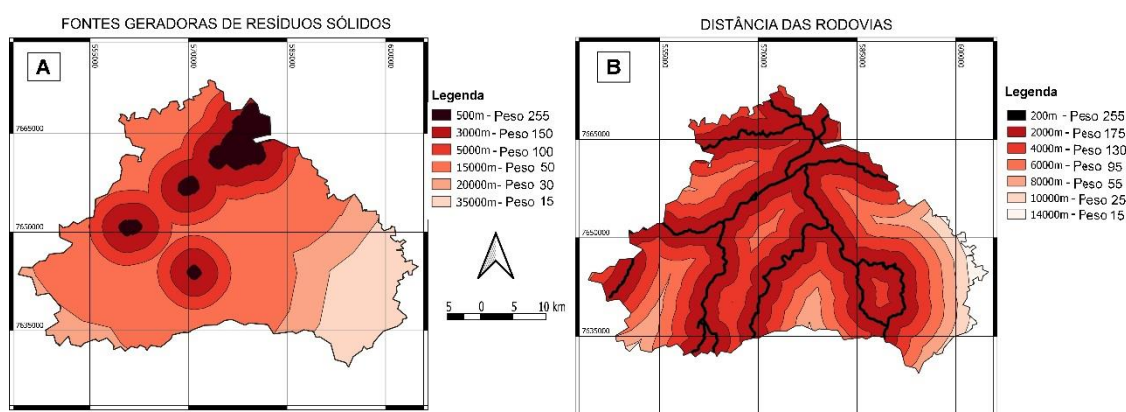 FONTES GERADORAS DE RESÍDUOS SÓLIDOS
A
555000
570000
585000
600000
7665000
7650000
7635000
Legenda
500m - Peso 255
3000m - Peso 150
5000m - Peso 100
15000m - Peso 50
20000m - Peso 30
35000m - Peso 15
5 0 5 10 km
DISTÂNCIA DAS RODOVIAS
B
555000
570000
585000
600000
7665000
7650000
7635000
Legenda
200m - Peso 255
2000m - Peso 175
4000m - Peso 130
6000m - Peso 95
8000m - Peso 55
10000m - Peso 25
14000m - Peso 15